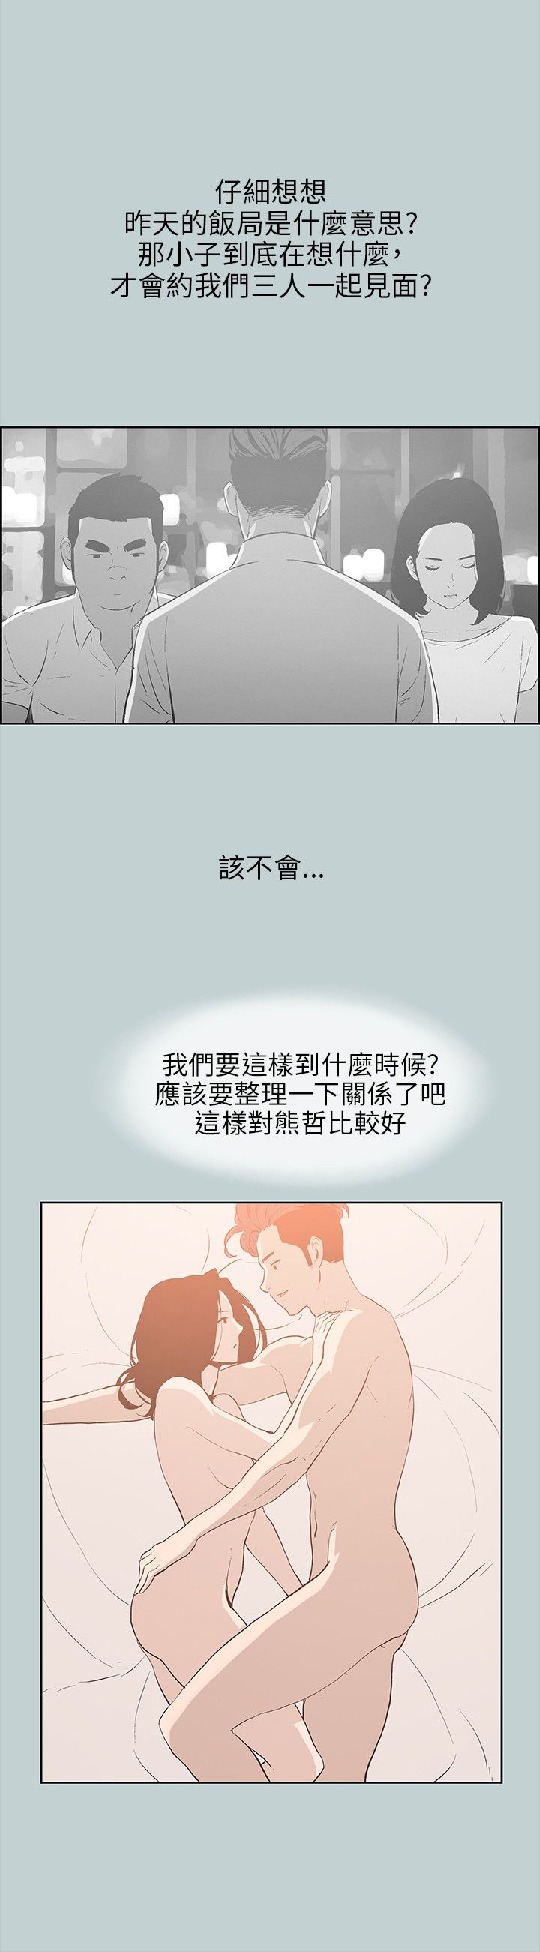 仔細想想
昨天的飯局是什麼意思?
那小子到底在想什麼，
才會約我們三人一起見面?
該不會...
我們要這樣到什麼時候?
應該要整理一下關係了吧
這樣對熊哲比較好